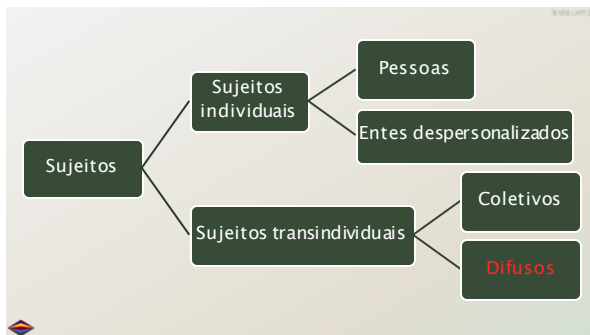 Pessoas
Sujeitos
individuais
Entes despersonalizados
Sujeitos
Coletivos
Sujeitos transindividuais
Difusos